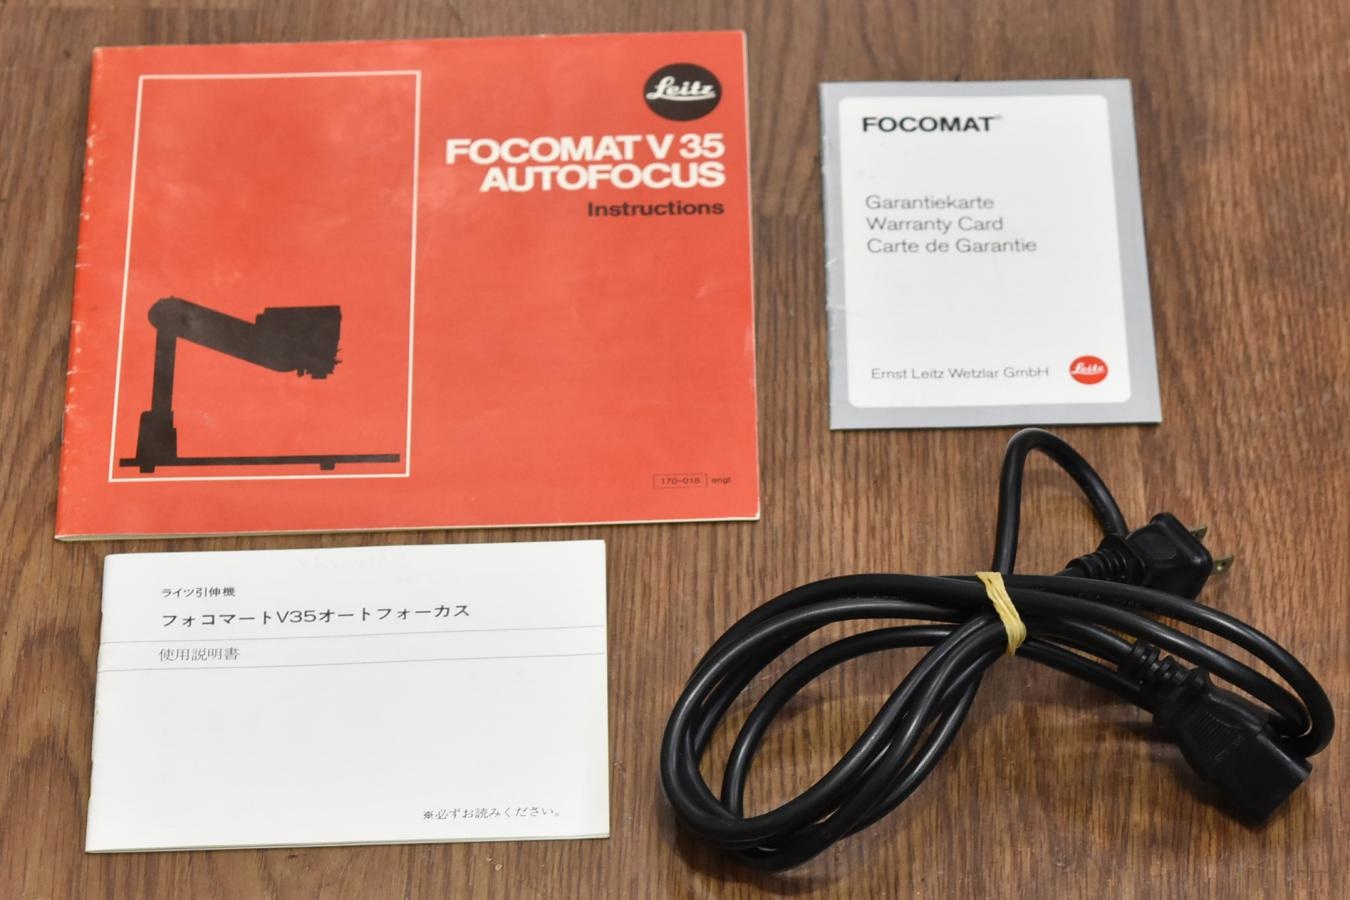 Leitz
FOCOMAT V 35
AUTOFOCUS
Instructions
170-018 engl
FOCOMAT®
Garantiekarte
Warranty Card
Carte de Garantie
Ernst Leitz Wetzlar GmbH
Leitz
ライツ引伸機
フォコマートV35オートフォーカス
使用説明書
※必ずお読みください。